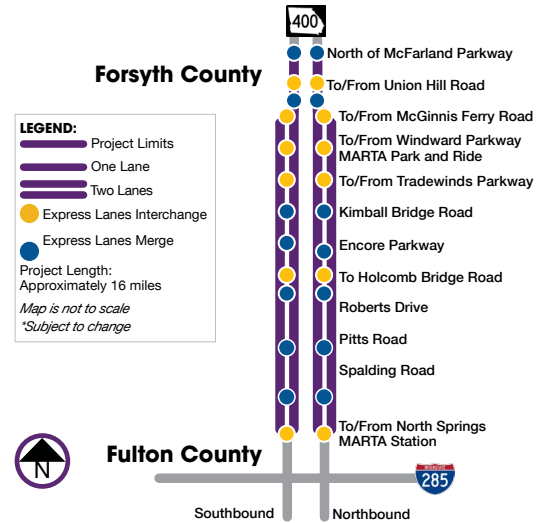 400
North of McFarland Parkway
Forsyth County
To/From Union Hill Road
To/From McGinnis Ferry Road
LEGEND:
Project Limits
One Lane
Two Lanes
Express Lanes Interchange
Express Lanes Merge
Project Length:
Approximately 16 miles
Map is not to scale
*Subject to change
To/From Windward Parkway
MARTA Park and Ride
To/From Tradewinds Parkway
Kimball Bridge Road
Encore Parkway
To Holcomb Bridge Road
Roberts Drive
Pitts Road
Spalding Road
To/From North Springs
MARTA Station
Fulton County
N
INTERSTATE
285
Southbound
Northbound